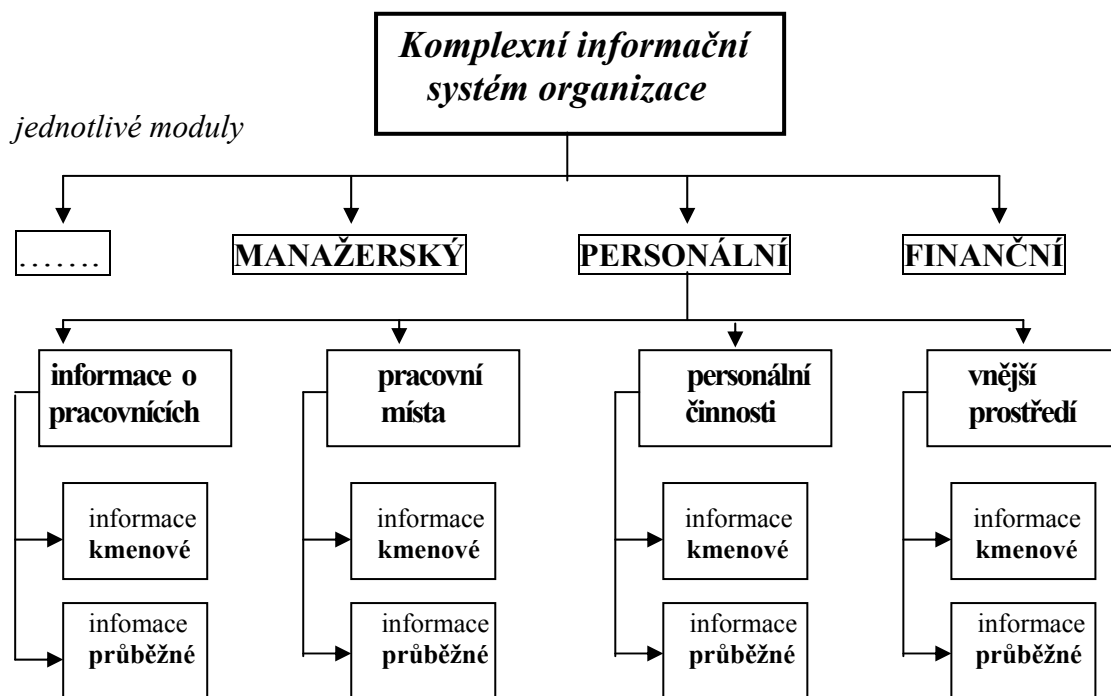 Komplexní informační
systém organizace
jednotlivé moduly
.......
MANAŽERSKÝ
PERSONÁLNÍ
FINANČNÍ
informace o
pracovnících
pracovní
místa
personální
činnosti
vnější
prostředí
informace
kmenové
informace
kmenové
informace
kmenové
informace
kmenové
infomace
průběžné
informace
průběžné
informace
průběžné
informace
průběžné